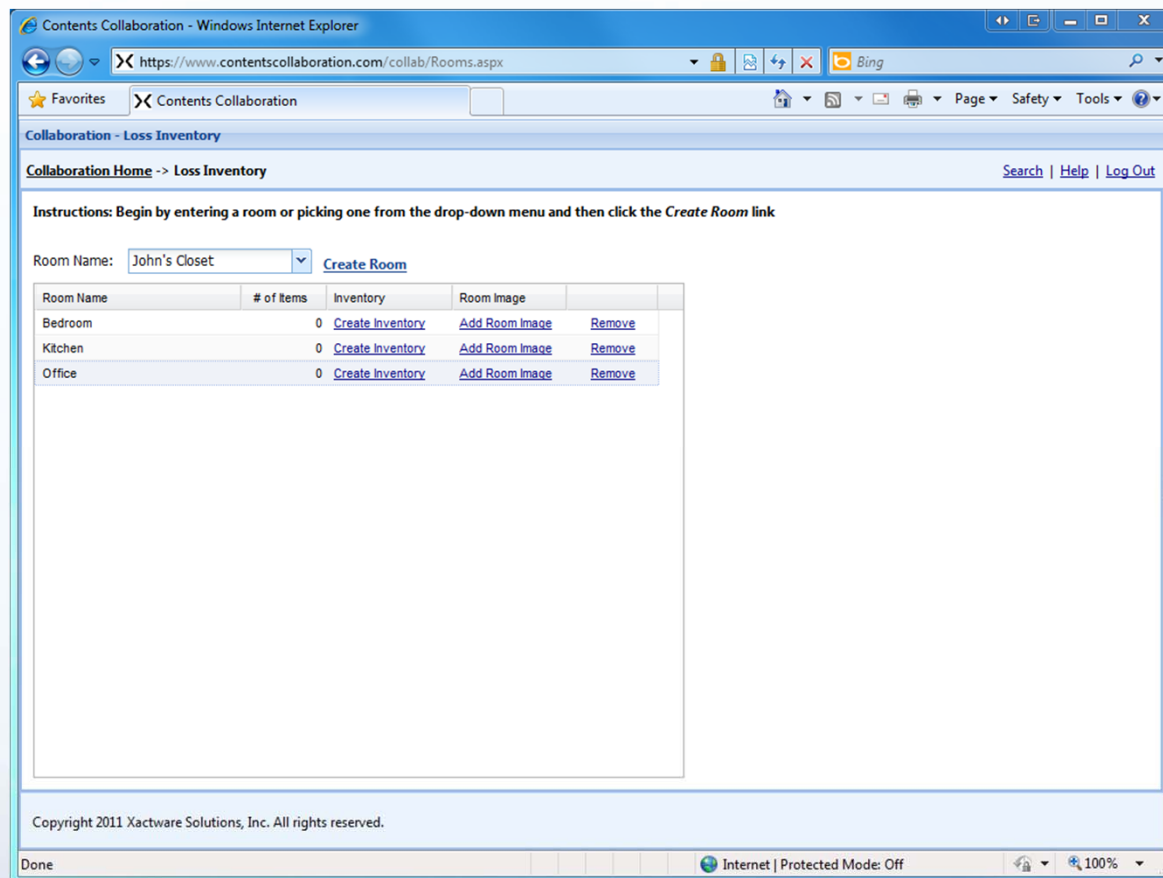 Contents Collaboration - Windows Internet Explorer
https://www.contentscollaboration.com/collab/Rooms.aspx
Bing
Favorites
Contents Collaboration
Page Safety Tools
Collaboration - Loss Inventory
Collaboration Home -> Loss Inventory
Search | Help | Log Out
Instructions: Begin by entering a room or picking one from the drop-down menu and then click the Create Room link
Room Name: John's Closet Create Room
Room Name # of Items Inventory Room Image
Bedroom 0 Create Inventory Add Room Image Remove
Kitchen 0 Create Inventory Add Room Image Remove
Office 0 Create Inventory Add Room Image Remove
Copyright 2011 Xactware Solutions, Inc. All rights reserved.
Done Internet | Protected Mode: Off 100%